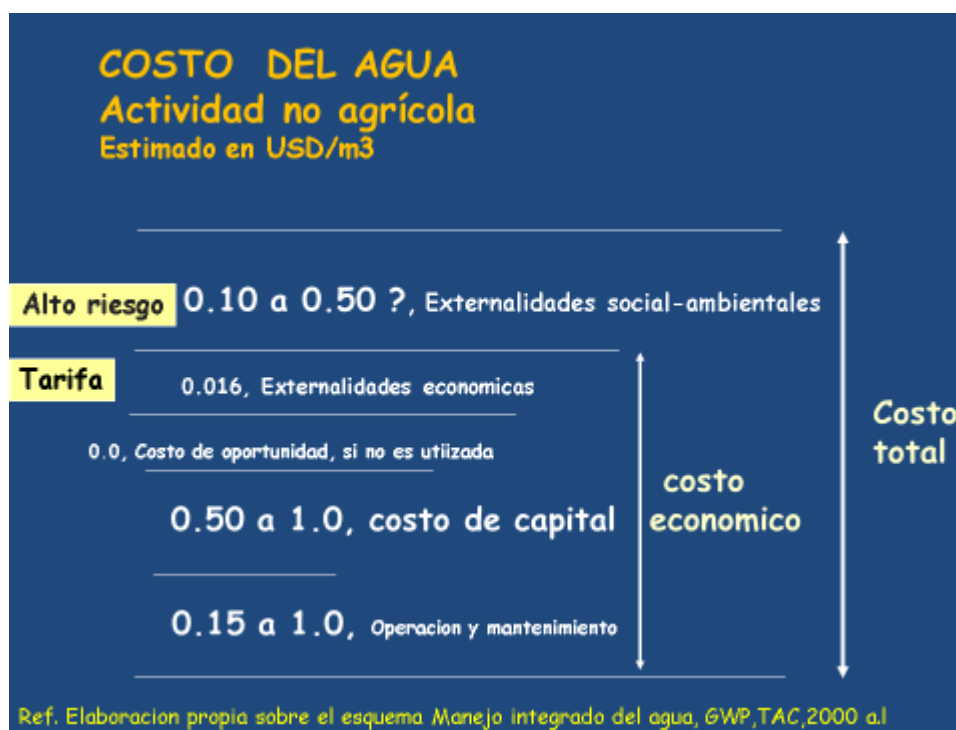 COSTO DEL AGUA
Actividad no agrícola
Estimado en USD/m3
Alto riesgo 0.10 a 0.50 ?, Externalidades social-ambientales
Tarifa
0.016, Externalidades economicas
0.0, Costo de oportunidad, si no es utiizada
Costo
total
costo
economico
0.50 a 1.0, costo de capital
0.15 a 1.0, Operacion y mantenimiento
Ref. Elaboracion propia sobre el esquema Manejo integrado del agua, GWP,TAC,2000 a.l